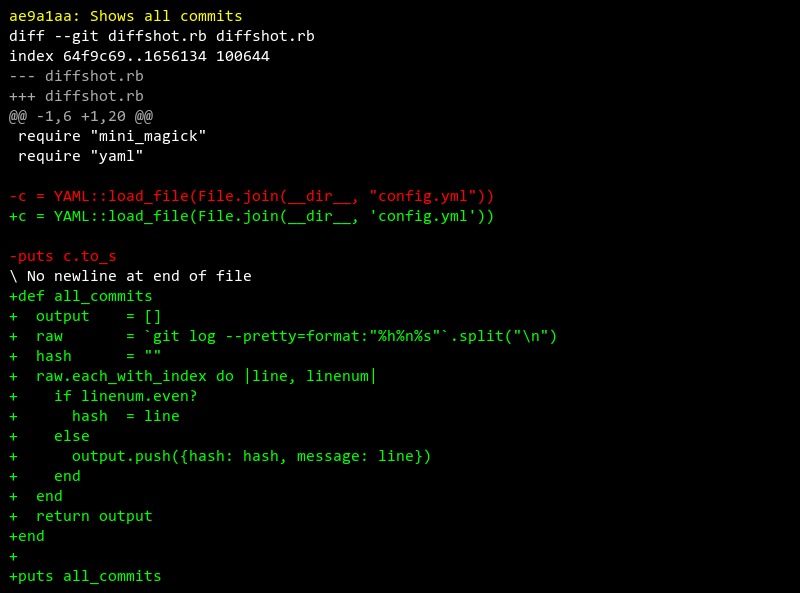 ae9a1aa: Shows all commits
diff --git diffshot.rb diffshot.rb
index 64f9c69..1656134 100644
--- diffshot.rb
+++ diffshot.rb
@@ -1,6 +1,20 @@
 require "mini_magick"
 require "yaml"

-c = YAML::load_file(File.join(__dir__, "config.yml"))
+c = YAML::load_file(File.join(__dir__, 'config.yml'))

-puts c.to_s
\ No newline at end of file
+def all_commits
+  output    = []
+  raw       = `git log --pretty=format:"%h%n%s"`.split("\n")
+  hash      = ""
+  raw.each_with_index do |line, linenum|
+    if linenum.even?
+      hash  = line
+    else
+      output.push({hash: hash, message: line})
+    end
+  end
+  return output
+end
+
+puts all_commits